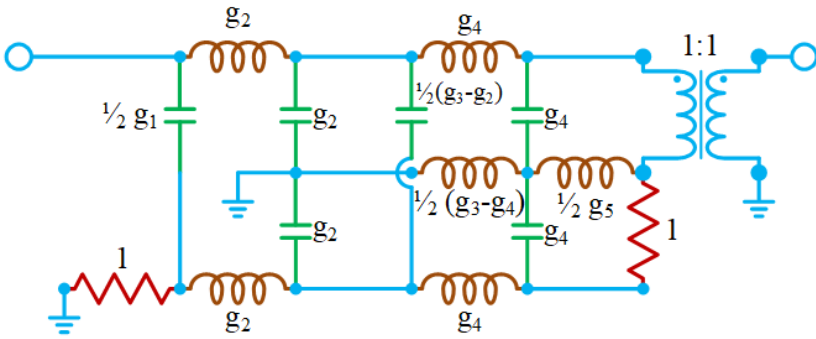 g₂
g₄
1:1
½ g₁
g₂
½(g₃-g₂)
g₄
½ (g₃-g₄)
½ g₅
g₂
g₄
1
1
g₂
g₄